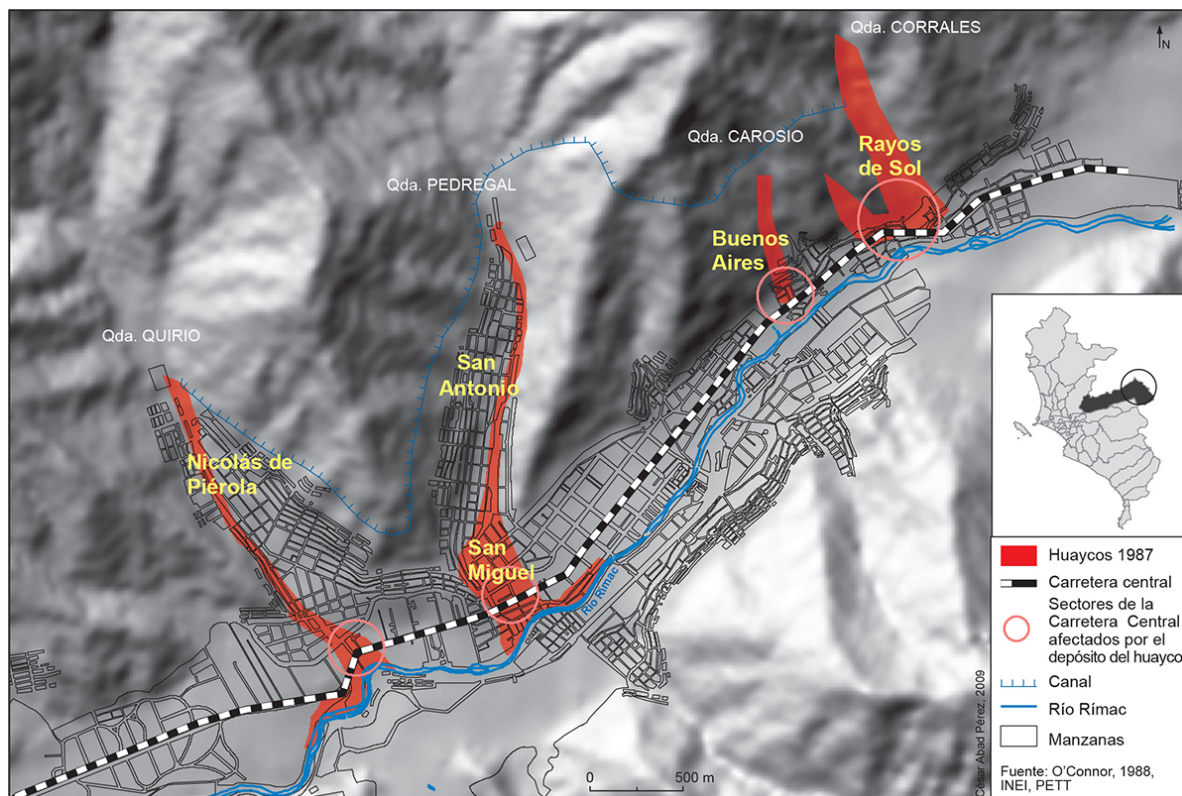 Qda. CORRALES
N
Qda. CAROSIO
Rayos
de Sol
Qda. PEDREGAL
Buenos
Aires
Qda. QUIRIO
San
Antonio
Nicolás de
Piérola
San
Miguel
Río Rímac
0 500 m
César Abad Pérez, 2009
Huaycos 1987
Carretera central
Sectores de la
Carretera Central
afectados por el
depósito del huayco
Canal
Río Rímac
Manzanas
Fuente: O'Connor, 1988,
INEI, PETT